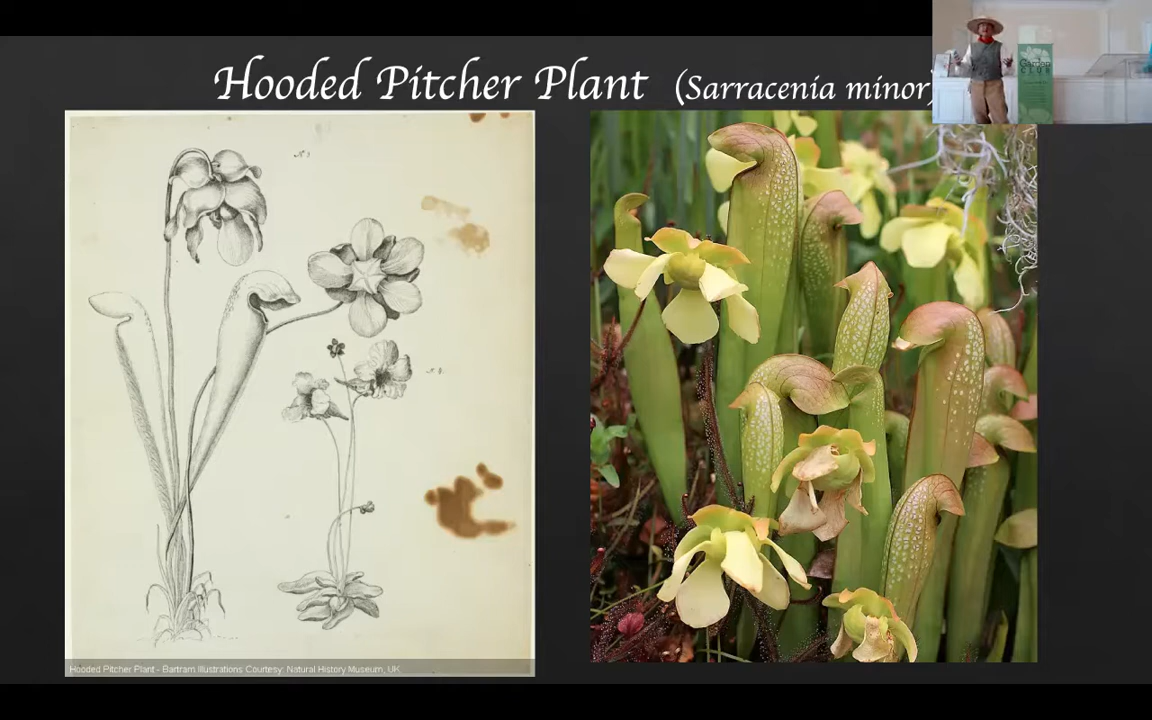 Hooded Pitcher Plant (Sarracenia minor)
Hooded Pitcher Plant - Bartram Illustrations Courtesy: Natural History Museum, UK